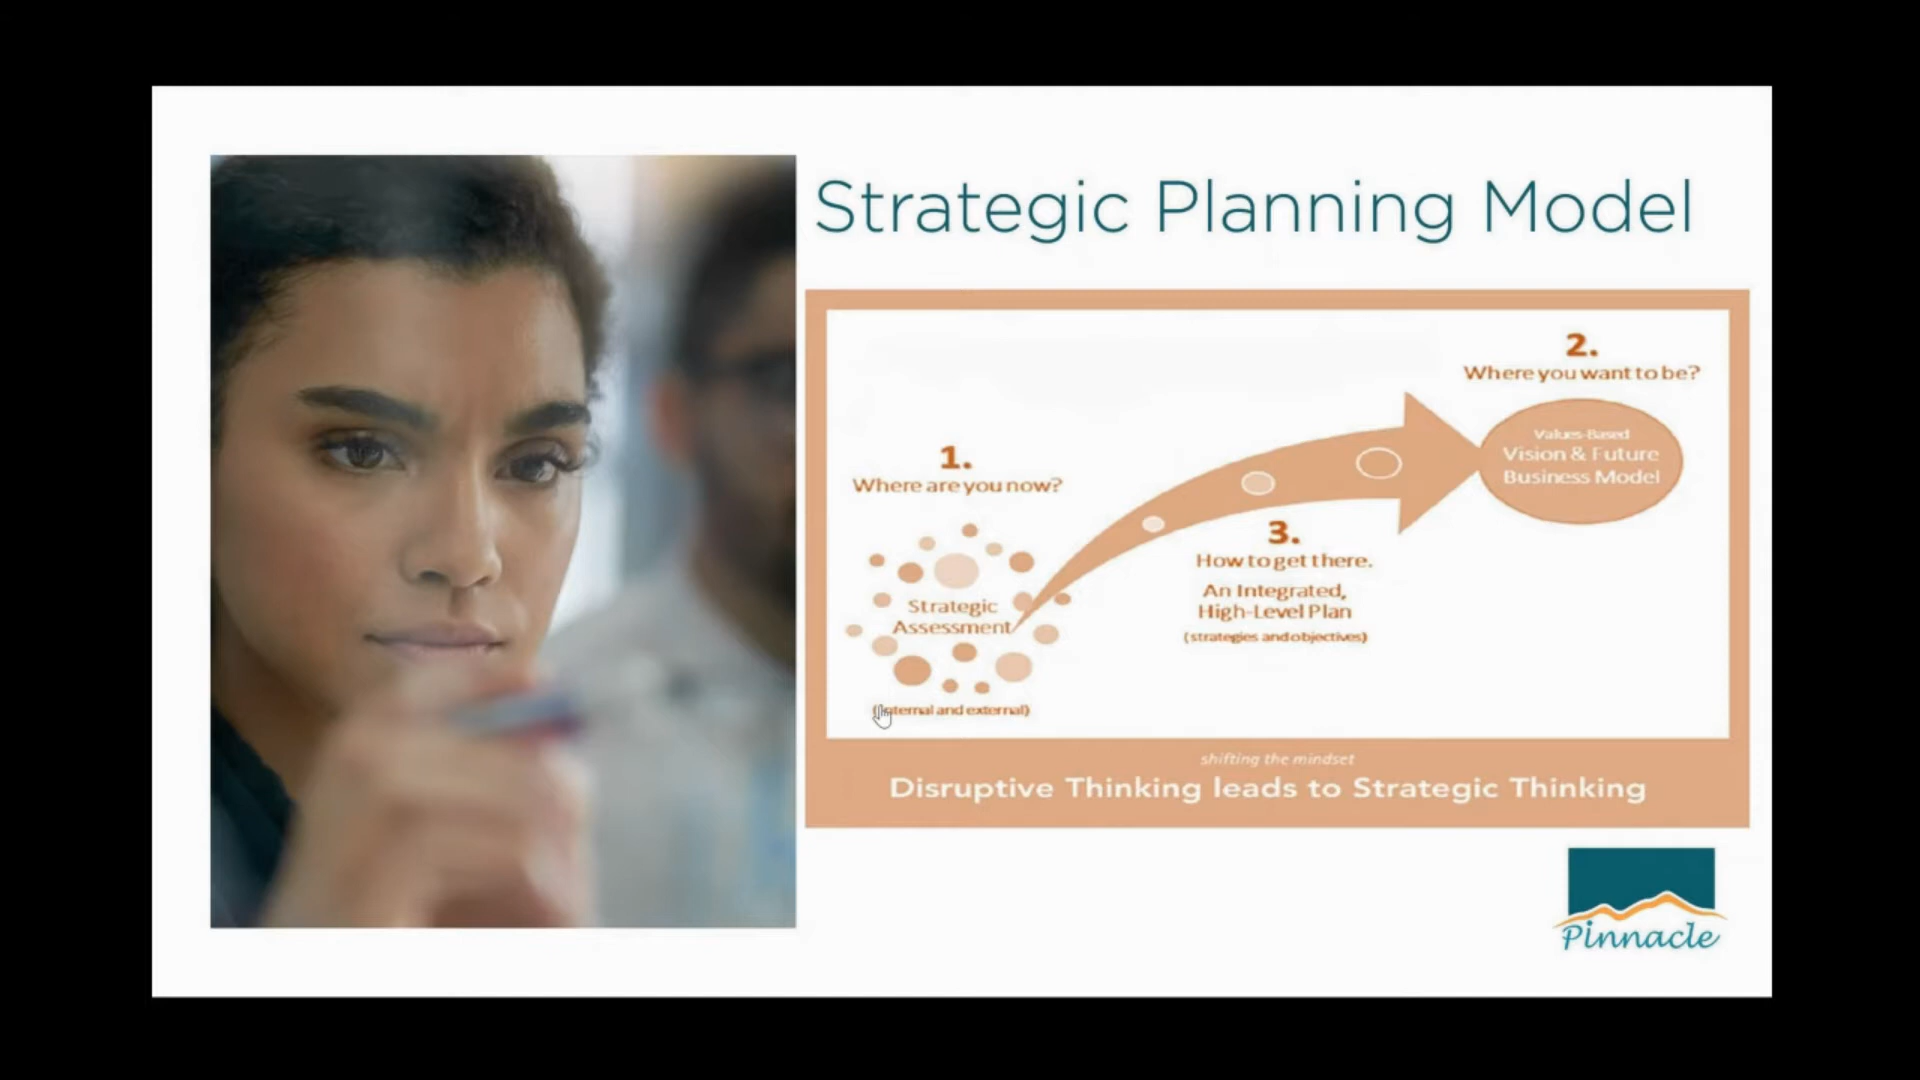 Strategic Planning Model
1.
Where are you now?
Strategic
Assessment
(internal and external)
2.
Where you want to be?
Values-Based
Vision & Future
Business Model
3.
How to get there.
An Integrated,
High-Level Plan
(strategies and objectives)
shifting the mindset
Disruptive Thinking leads to Strategic Thinking
Pinnacle